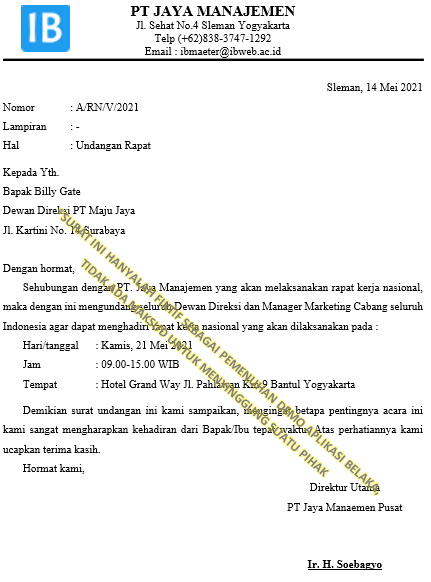 IB
PT JAYA MANAJEMEN
Jl. Sehat No.4 Sleman Yogyakarta
Telp (+62)838-3747-1292
Email : ibmaeter@ibweb.ac.id
Sleman, 14 Mei 2021
Nomor : A/RN/V/2021
Lampiran : -
Hal : Undangan Rapat
Kepada Yth.
Bapak Billy Gate
Dewan Direksi PT Maju Jaya
Jl. Kartini No. 14 Surabaya
Dengan hormat,
Sehubungan dengan PT. Jaya Manajemen yang akan melaksanakan rapat kerja nasional,
maka dengan ini mengundang seluruh Dewan Direksi dan Manager Marketing Cabang seluruh
Indonesia agar dapat menghadiri rapat kerja nasional yang akan dilaksanakan pada :
Hari/tanggal : Kamis, 21 Mei 2021
Jam : 09.00-15.00 WIB
Tempat : Hotel Grand Way Jl. Pahlawan Km.9 Bantul Yogyakarta
Demikian surat undangan ini kami sampaikan, mengingat betapa pentingnya acara ini
kami sangat mengharapkan kehadiran dari Bapak/Ibu tepat waktu. Atas perhatiannya kami
ucapkan terima kasih.
Hormat kami,
Direktur Utama
PT Jaya Manaemen Pusat
Ir. H. Soebagyo
SURAT INI HANYALAH FIKTIF SEBAGAI PEMENUHAN DEMO APLIKASI BELAKA,
TIDAK ADA MAKSUD UNTUK MENYINGGUNG SUATU PIHAK